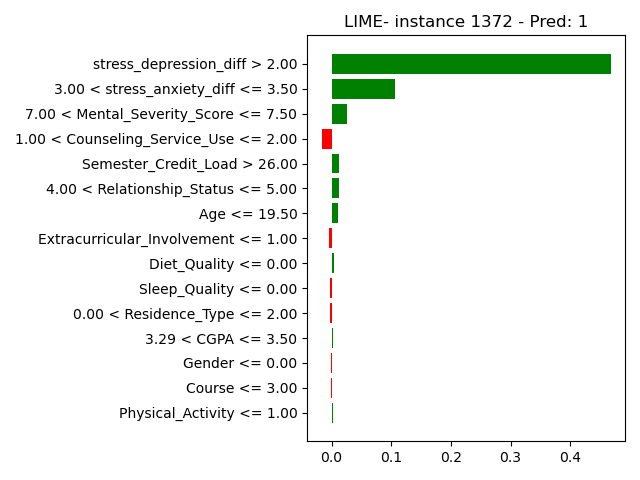 LIME- instance 1372 - Pred: 1
stress_depression_diff > 2.00
3.00 < stress_anxiety_diff <= 3.50
7.00 < Mental_Severity_Score <= 7.50
1.00 < Counseling_Service_Use <= 2.00
Semester_Credit_Load > 26.00
4.00 < Relationship_Status <= 5.00
Age <= 19.50
Extracurricular_Involvement <= 1.00
Diet_Quality <= 0.00
Sleep_Quality <= 0.00
0.00 < Residence_Type <= 2.00
3.29 < CGPA <= 3.50
Gender <= 0.00
Course <= 3.00
Physical_Activity <= 1.00
0.0 0.1 0.2 0.3 0.4